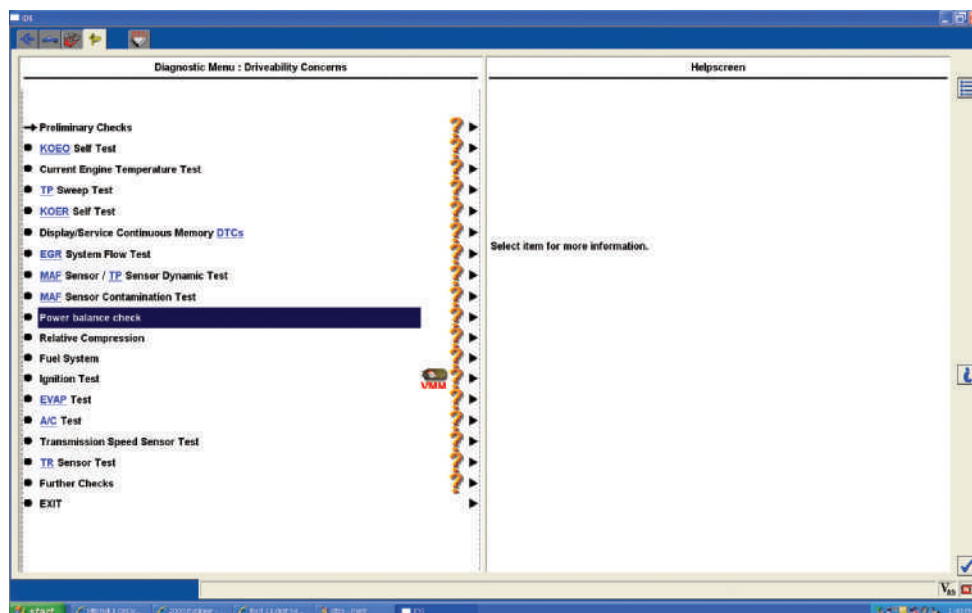 IDS
Diagnostic Menu : Driveability Concerns
Helpscreen
Preliminary Checks
KOEO Self Test
Current Engine Temperature Test
TP Sweep Test
KOER Self Test
Display/Service Continuous Memory DTCs
EGR System Flow Test
Select item for more information.
MAF Sensor / TP Sensor Dynamic Test
MAF Sensor Contamination Test
Power balance check
Relative Compression
Fuel System
Ignition Test
VMM
EVAP Test
A/C Test
Transmission Speed Sensor Test
TR Sensor Test
Further Checks
EXIT
start
IDS